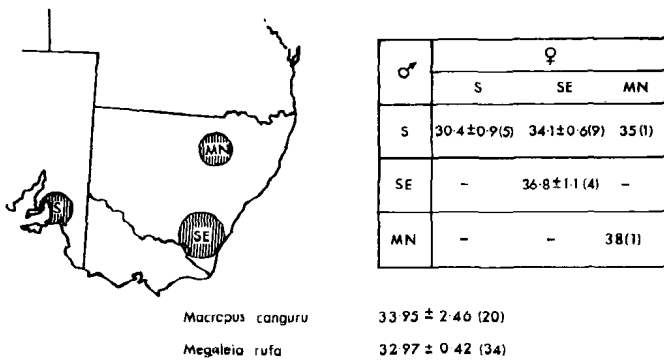 ♂ ♀
S SE MN
S 30·4±0·9(5) 34·1±0·6(9) 35(1)
SE – 36·8±1·1(4) –
MN – – 38(1)
MN
S
SE
Macropus canguru 33·95 ± 2·46 (20)
Megaleia rufa 32·97 ± 0·42 (34)